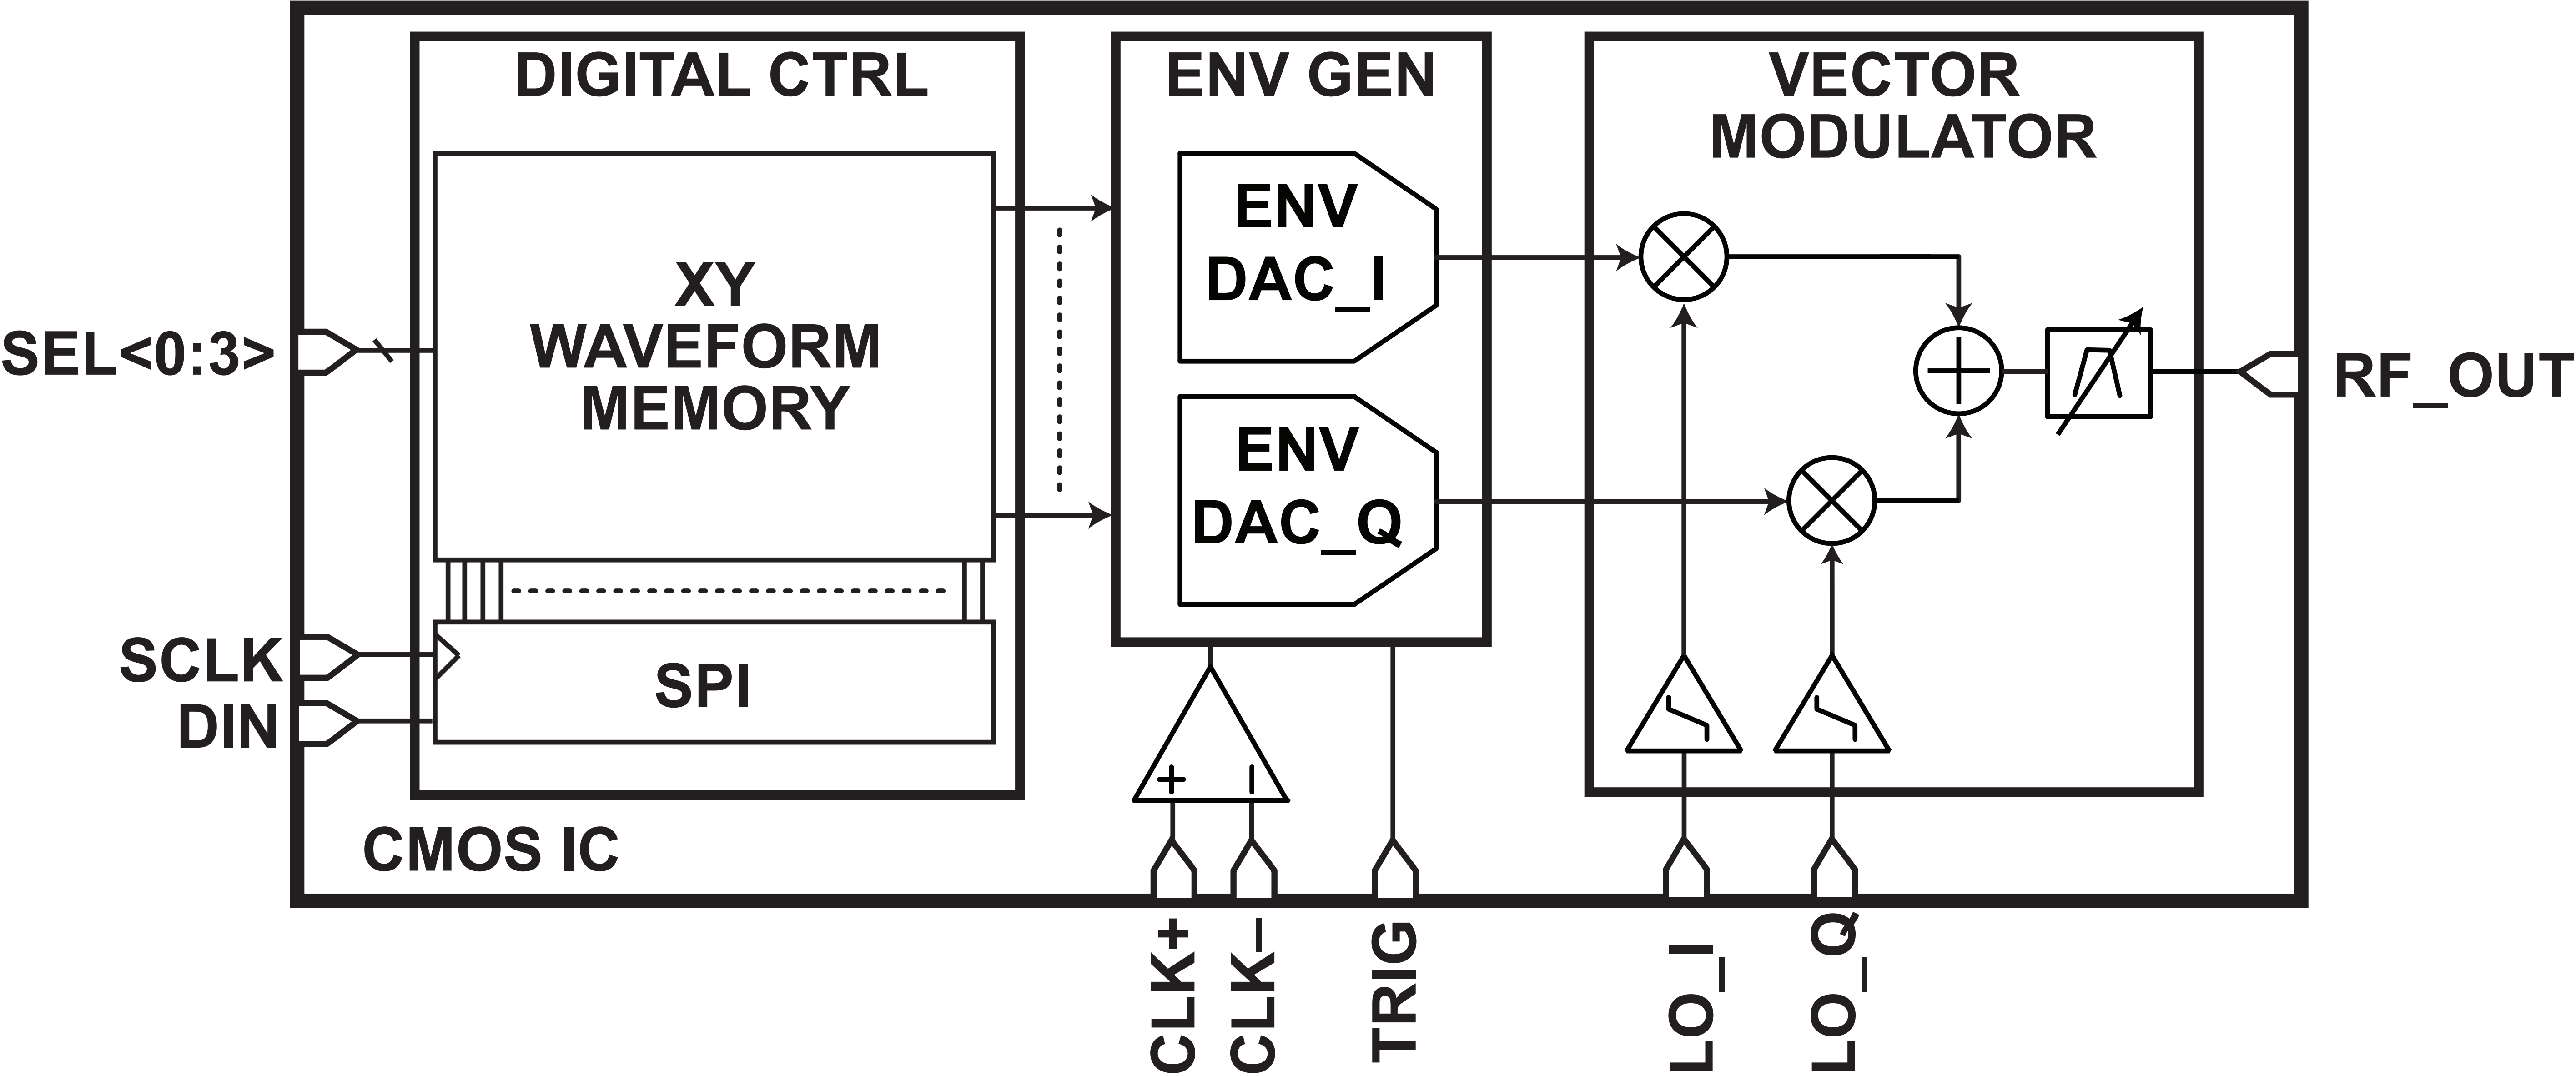 DIGITAL CTRL
XY
WAVEFORM
MEMORY
SPI
ENV GEN
ENV
DAC_I
ENV
DAC_Q
VECTOR
MODULATOR
SEL<0:3>
SCLK
DIN
RF_OUT
CMOS IC
+ −
CLK+
CLK−
TRIG
LO_I
LO_Q